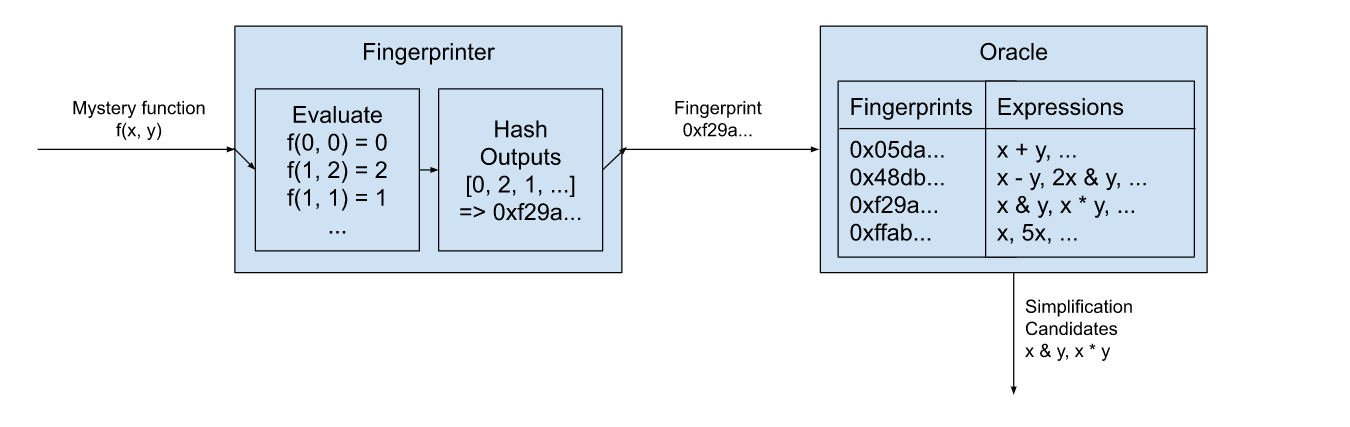 Mystery function
f(x, y)
Fingerprinter
Evaluate
f(0, 0) = 0
f(1, 2) = 2
f(1, 1) = 1
...
Hash
Outputs
[0, 2, 1, ...]
=> 0xf29a...
Fingerprint
0xf29a...
Oracle
Fingerprints Expressions
0x05da... x + y, ...
0x48db... x - y, 2x & y, ...
0xf29a... x & y, x * y, ...
0xffab... x, 5x, ...
Simplification
Candidates
x & y, x * y